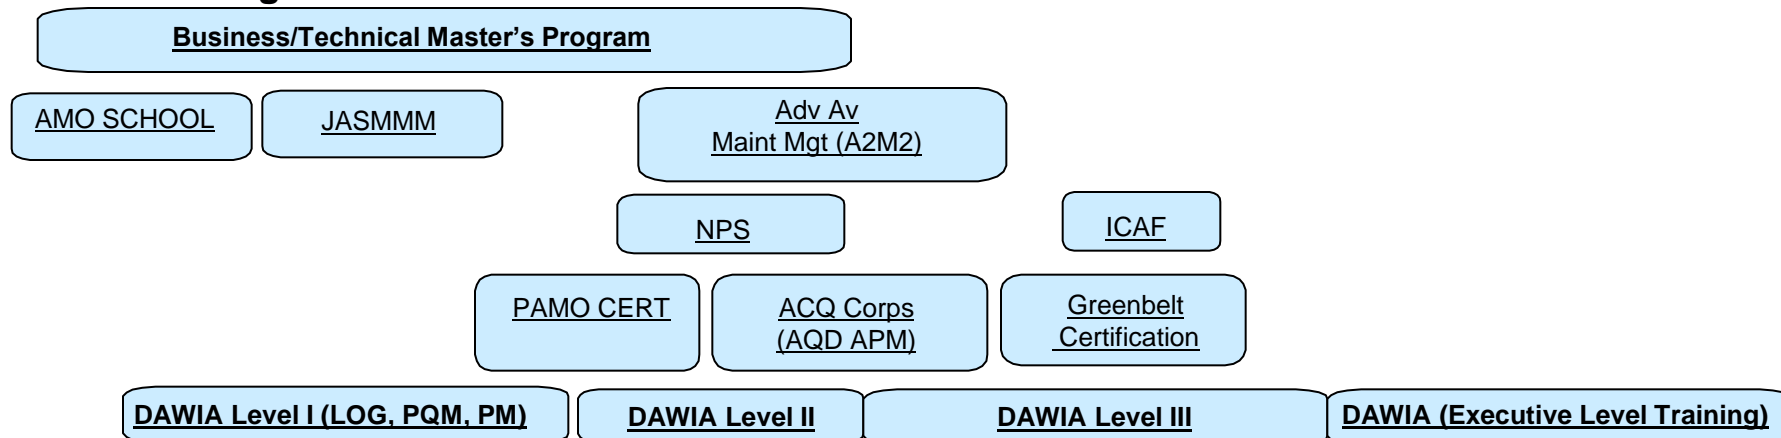 Business/Technical Master's Program
AMO SCHOOL
JASMMM
Adv Av
Maint Mgt (A2M2)
NPS
ICAF
PAMO CERT
ACQ Corps
(AQD APM)
Greenbelt
Certification
DAWIA Level I (LOG, PQM, PM)
DAWIA Level II
DAWIA Level III
DAWIA (Executive Level Training)